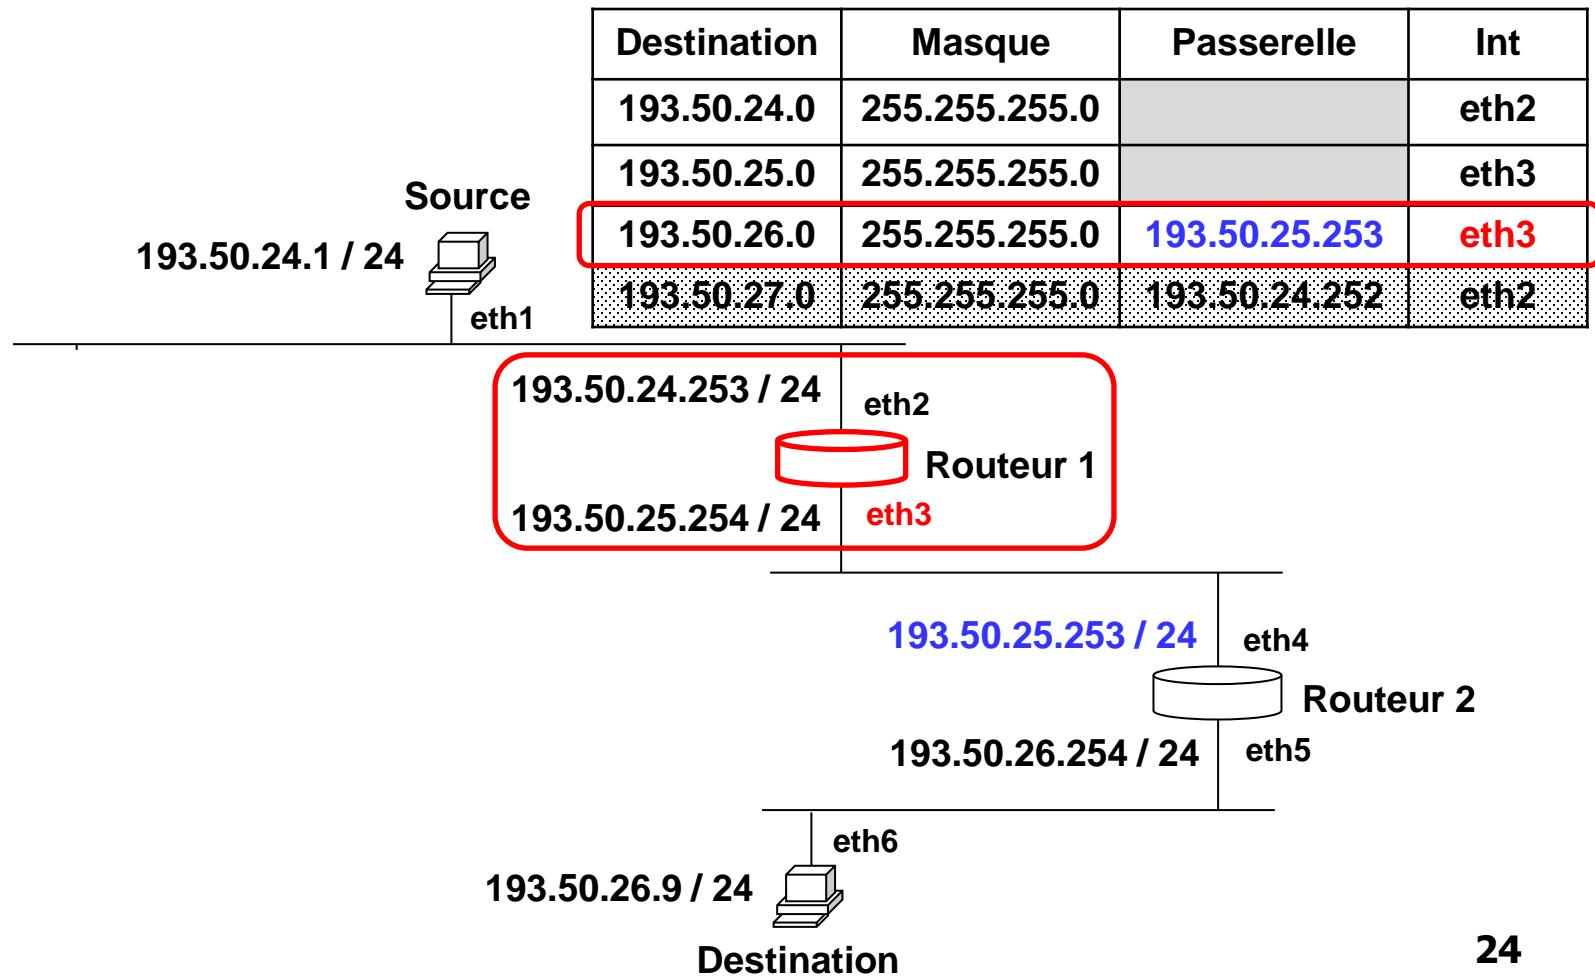 Destination Masque Passerelle Int
193.50.24.0 255.255.255.0 eth2
193.50.25.0 255.255.255.0 eth3
193.50.26.0 255.255.255.0 193.50.25.253 eth3
193.50.27.0 255.255.255.0 193.50.24.252 eth2
Source
193.50.24.1 / 24
eth1
193.50.24.253 / 24
eth2
Routeur 1
193.50.25.254 / 24
eth3
193.50.25.253 / 24
eth4
Routeur 2
193.50.26.254 / 24
eth5
eth6
193.50.26.9 / 24
Destination
24